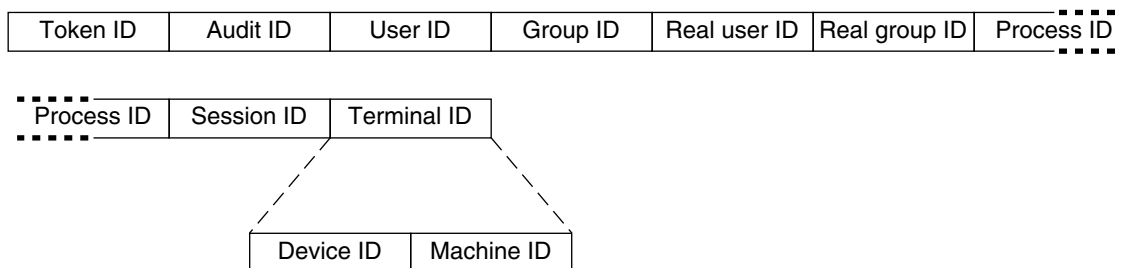 Token ID Audit ID User ID Group ID Real user ID Real group ID Process ID
Process ID Session ID Terminal ID
Device ID Machine ID